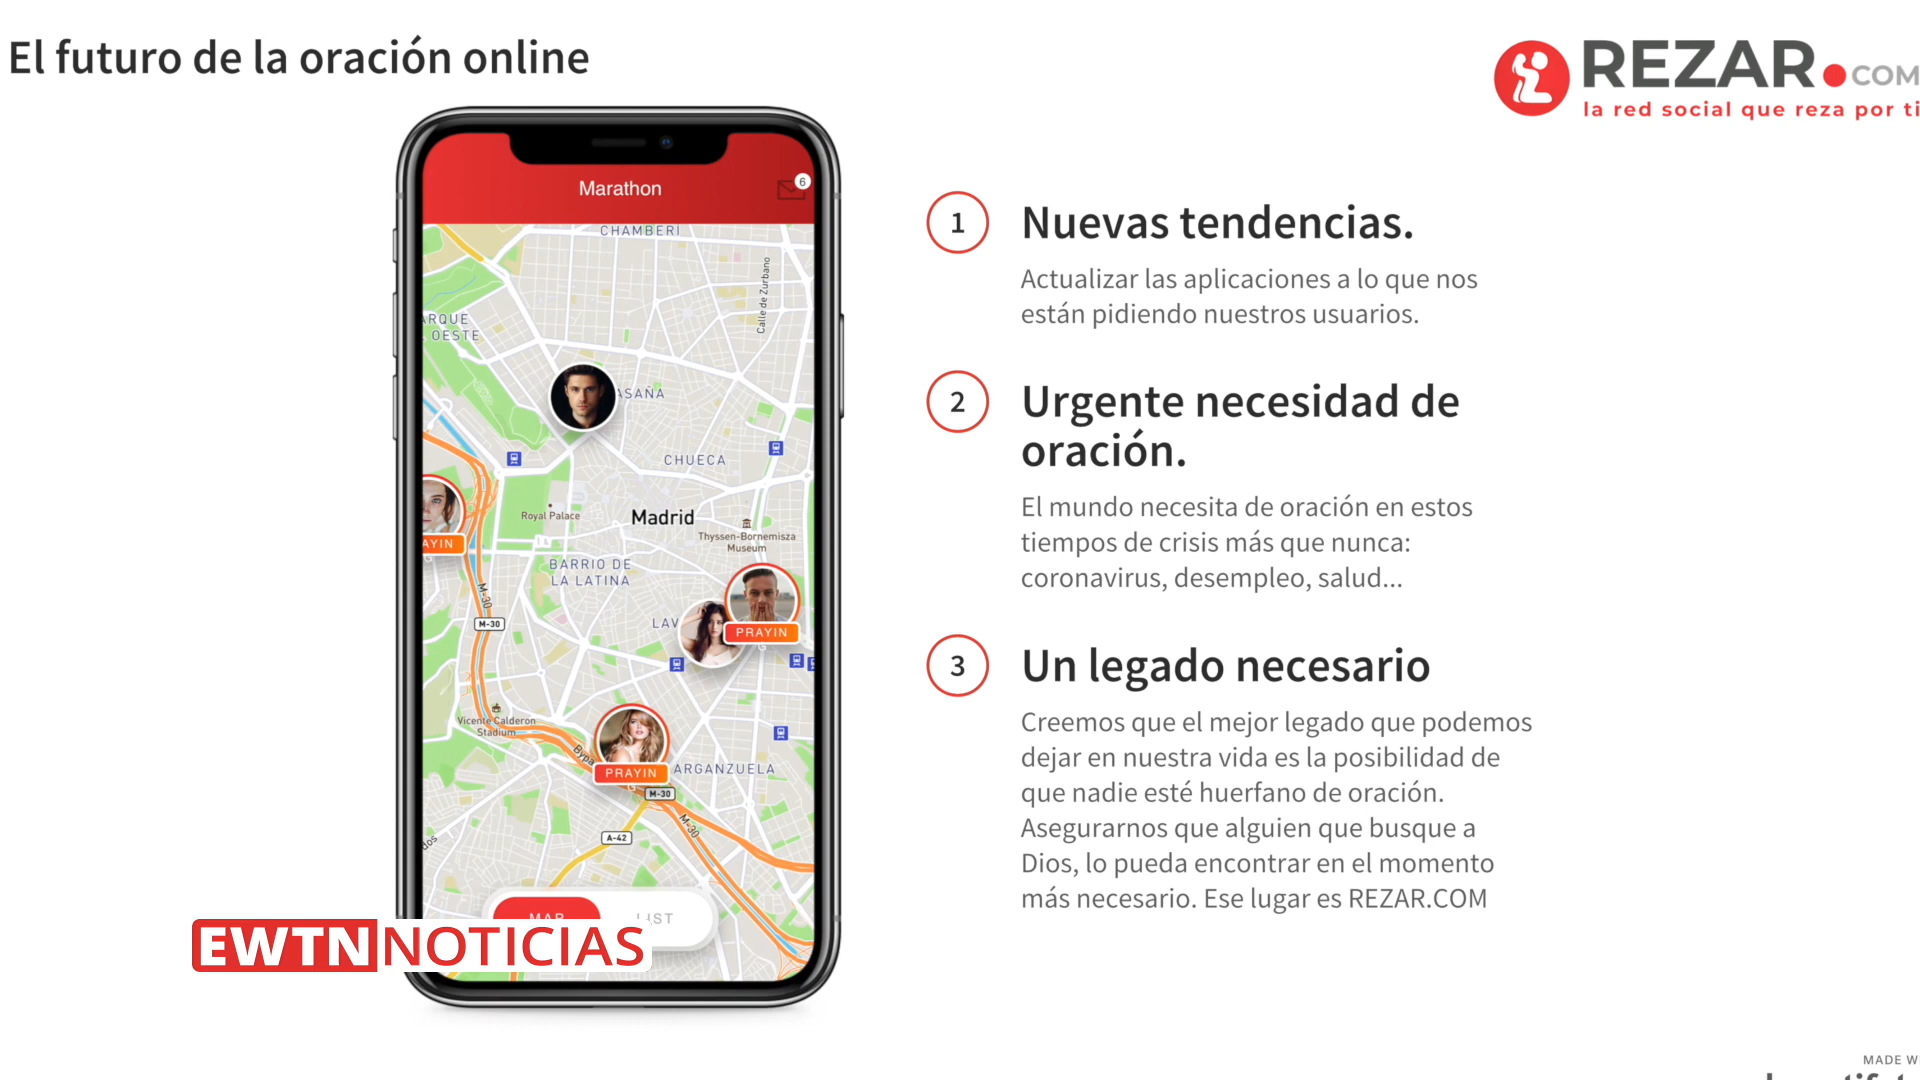 El futuro de la oración online
REZAR.COM
la red social que reza por ti
Marathon
6
CHAMBERI
Calle de Zurbano
OESTE
CHUECA
Royal Palace
Madrid
Thyssen-Bornemisza
Museum
BARRIO DE
LA LATINA
M-30
M-30
PRAYIN
Vicente Calderon
Stadium
PRAYIN
ARGANZUELA
M-30
M-30
A-42
MAP
LIST
EWTN NOTICIAS
1
Nuevas tendencias.
Actualizar las aplicaciones a lo que nos
están pidiendo nuestros usuarios.
2
Urgente necesidad de
oración.
El mundo necesita de oración en estos
tiempos de crisis más que nunca:
coronavirus, desempleo, salud...
3
Un legado necesario
Creemos que el mejor legado que podemos
dejar en nuestra vida es la posibilidad de
que nadie esté huerfano de oración.
Asegurarnos que alguien que busque a
Dios, lo pueda encontrar en el momento
más necesario. Ese lugar es REZAR.COM
MADE